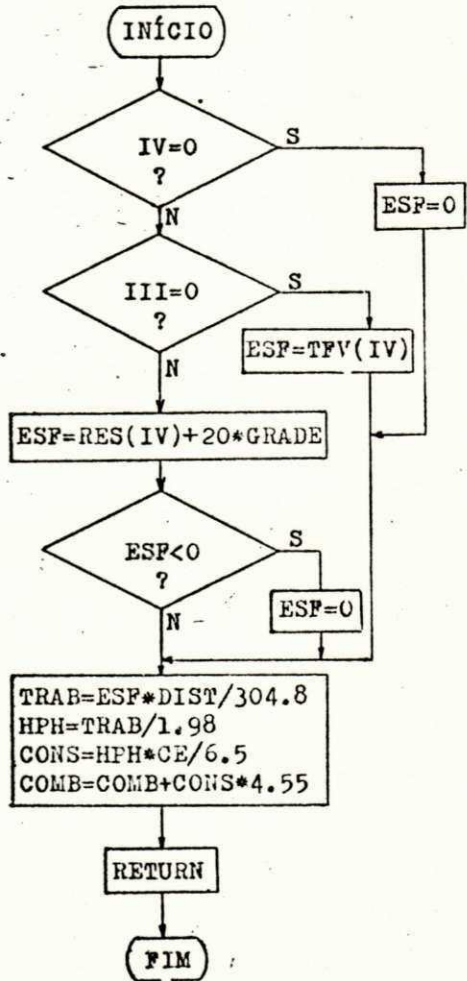 INÍCIO
IV=0
?
S
ESF=0
N
III=0
?
S
ESF=TFV(IV)
N
ESF=RES(IV)+20*GRADE
ESF<0
?
S
ESF=0
N
TRAB=ESF*DIST/304.8
HPH=TRAB/1.98
CONS=HPH*CE/6.5
COMB=COMB+CONS*4.55
RETURN
FIM